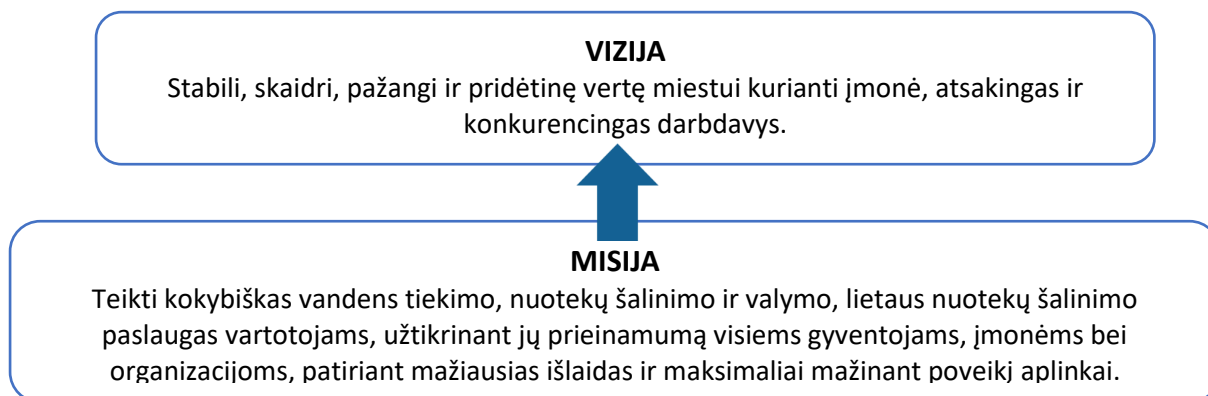 VIZIJA
Stabili, skaidri, pažangi ir pridėtinę vertę miestui kurianti įmonė, atsakingas ir
konkurencingas darbdavys.
MISIJA
Teikti kokybiškas vandens tiekimo, nuotekų šalinimo ir valymo, lietaus nuotekų šalinimo
paslaugas vartotojams, užtikrinant jų prieinamumą visiems gyventojams, įmonėms bei
organizacijoms, patiriant mažiausias išlaidas ir maksimaliai mažinant poveikį aplinkai.